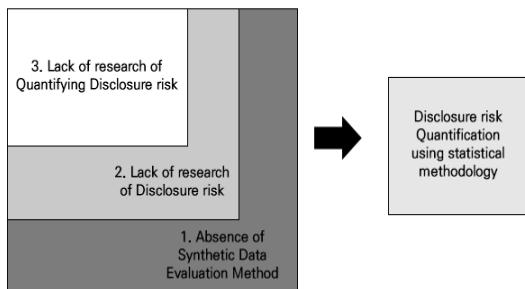 3. Lack of research of
Quantifying Disclosure risk
2. Lack of research
of Disclosure risk
1. Absence of
Synthetic Data
Evaluation Method
Disclosure risk
Quantification
using statistical
methodology